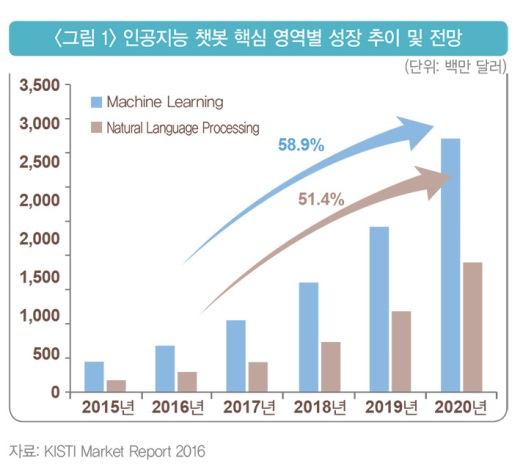 <그림 1> 인공지능 챗봇 핵심 영역별 성장 추이 및 전망
(단위: 백만 달러)
3,500
3,000
2,500
2,000
2,000
1,500
1,000
500
0
Machine Learning
Natural Language Processing
58.9%
51.4%
2015년 2016년 2017년 2018년 2019년 2020년
자료: KISTI Market Report 2016